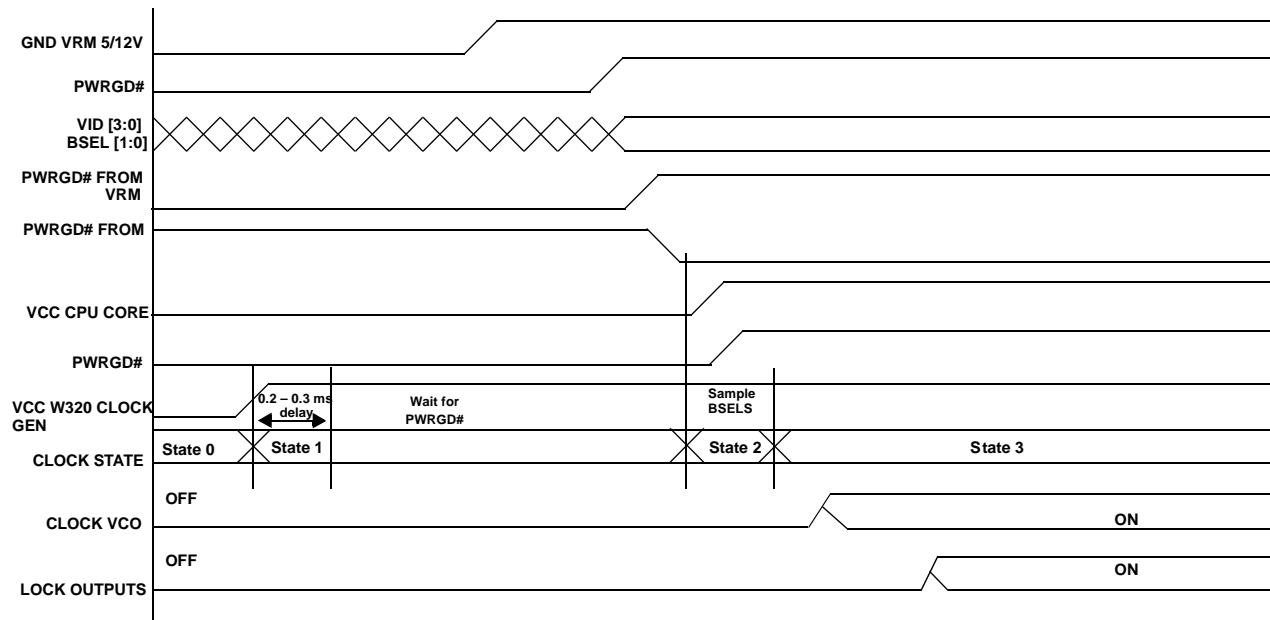 GND VRM 5/12V
PWRGD#
VID [3:0]
BSEL [1:0]
PWRGD# FROM
VRM
PWRGD# FROM
VCC CPU CORE
PWRGD#
VCC W320 CLOCK
GEN
0.2 – 0.3 ms
delay
Wait for
PWRGD#
Sample
BSELS
CLOCK STATE
State 0
State 1
State 2
State 3
OFF
CLOCK VCO
ON
OFF
LOCK OUTPUTS
ON